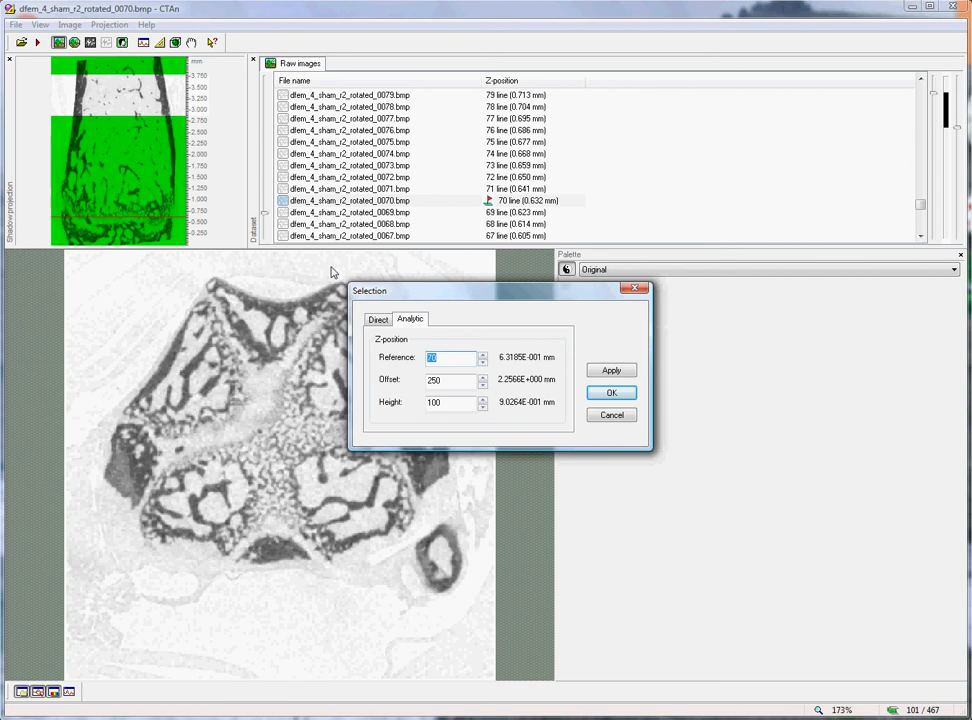 dfem_4_sham_r2_rotated_0070.bmp - CTAn
File View Image Projection Help
Raw images
File name Z-position
dfem_4_sham_r2_rotated_0079.bmp 79 line (0.713 mm)
dfem_4_sham_r2_rotated_0078.bmp 78 line (0.704 mm)
dfem_4_sham_r2_rotated_0077.bmp 77 line (0.695 mm)
dfem_4_sham_r2_rotated_0076.bmp 76 line (0.686 mm)
dfem_4_sham_r2_rotated_0075.bmp 75 line (0.677 mm)
dfem_4_sham_r2_rotated_0074.bmp 74 line (0.668 mm)
dfem_4_sham_r2_rotated_0073.bmp 73 line (0.659 mm)
dfem_4_sham_r2_rotated_0072.bmp 72 line (0.650 mm)
dfem_4_sham_r2_rotated_0071.bmp 71 line (0.641 mm)
dfem_4_sham_r2_rotated_0070.bmp 70 line (0.632 mm)
dfem_4_sham_r2_rotated_0069.bmp 69 line (0.623 mm)
dfem_4_sham_r2_rotated_0068.bmp 68 line (0.614 mm)
dfem_4_sham_r2_rotated_0067.bmp 67 line (0.605 mm)
mm
3.750
3.500
3.250
3.000
2.750
2.500
2.250
2.000
1.750
1.500
1.250
1.000
0.750
0.500
0.250
Shadow projection
Dataset
Palette
Original
Selection
Direct Analytic
Z-position
Reference: 70 6.3185E-001 mm
Offset: 250 2.2566E+000 mm
Height: 100 9.0264E-001 mm
Apply
OK
Cancel
173% 101 / 467